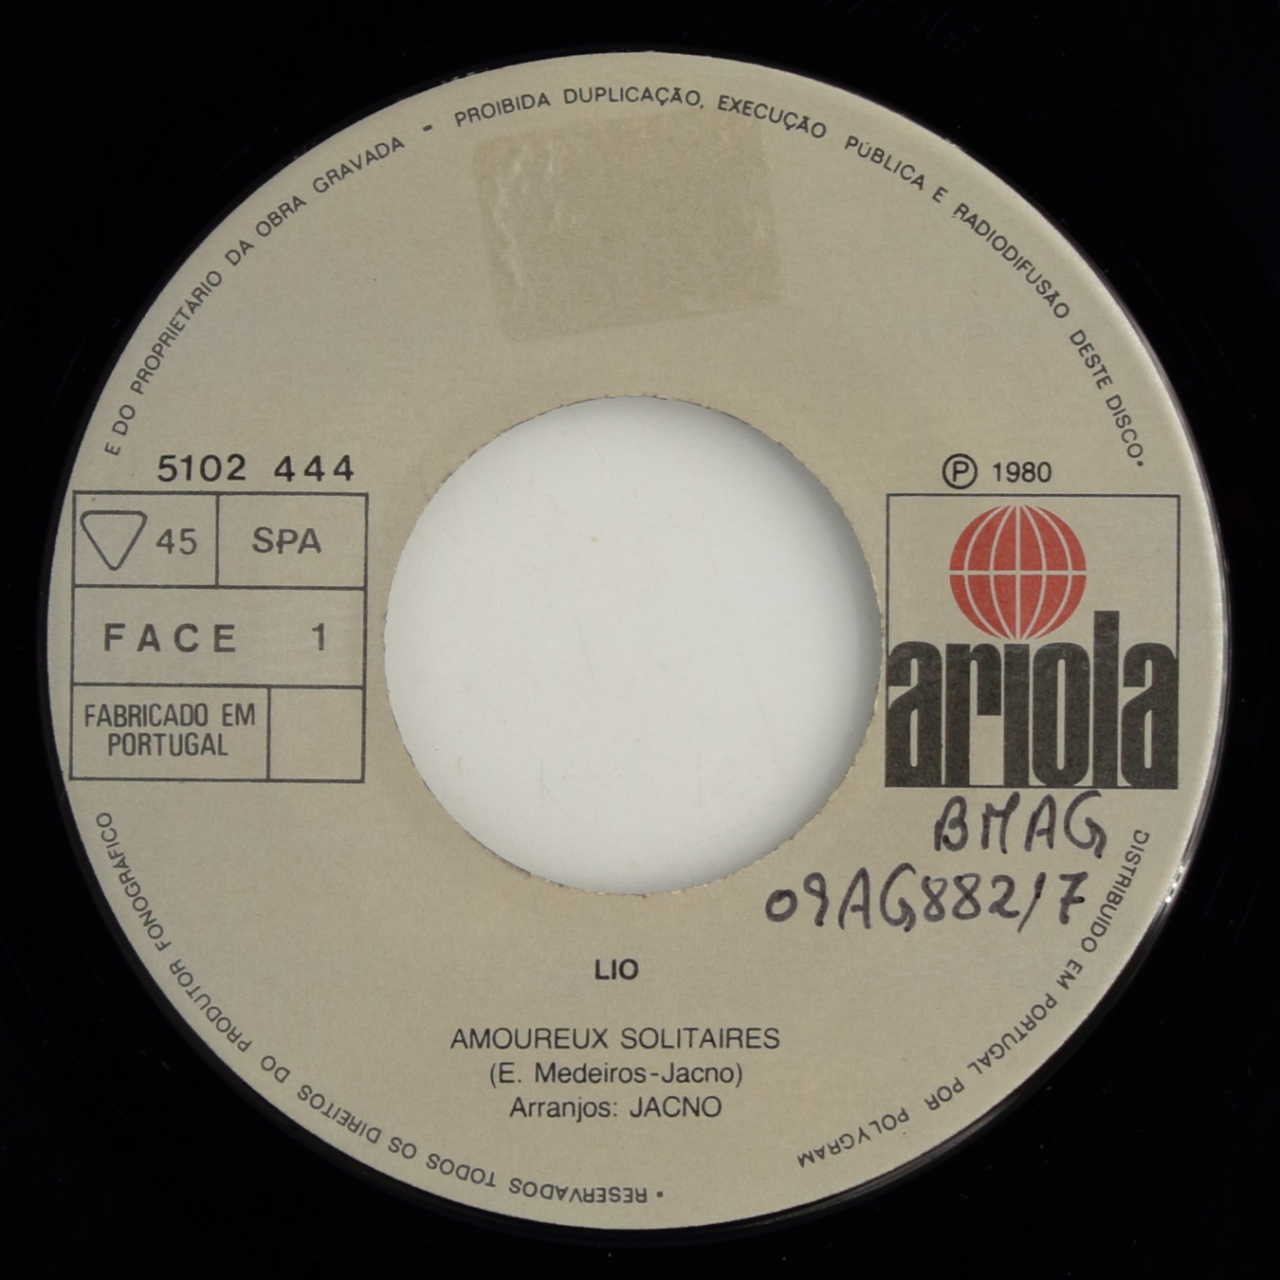 • RESERVADOS TODOS OS DIREITOS DO PRODUTOR FONOGRÁFICO E DO PROPRIETÁRIO DA OBRA GRAVADA - PROIBIDA DUPLICAÇÃO, EXECUÇÃO PÚBLICA E RADIODIFUSÃO DESTE DISCO•
DISTRIBUIDO EM PORTUGAL POR POLYGRAM
5102 444
45 SPA
FACE 1
FABRICADO EM
PORTUGAL
Ⓟ 1980
ariola
BMAG
09AG882/7
LIO
AMOUREUX SOLITAIRES
(E. Medeiros-Jacno)
Arranjos: JACNO